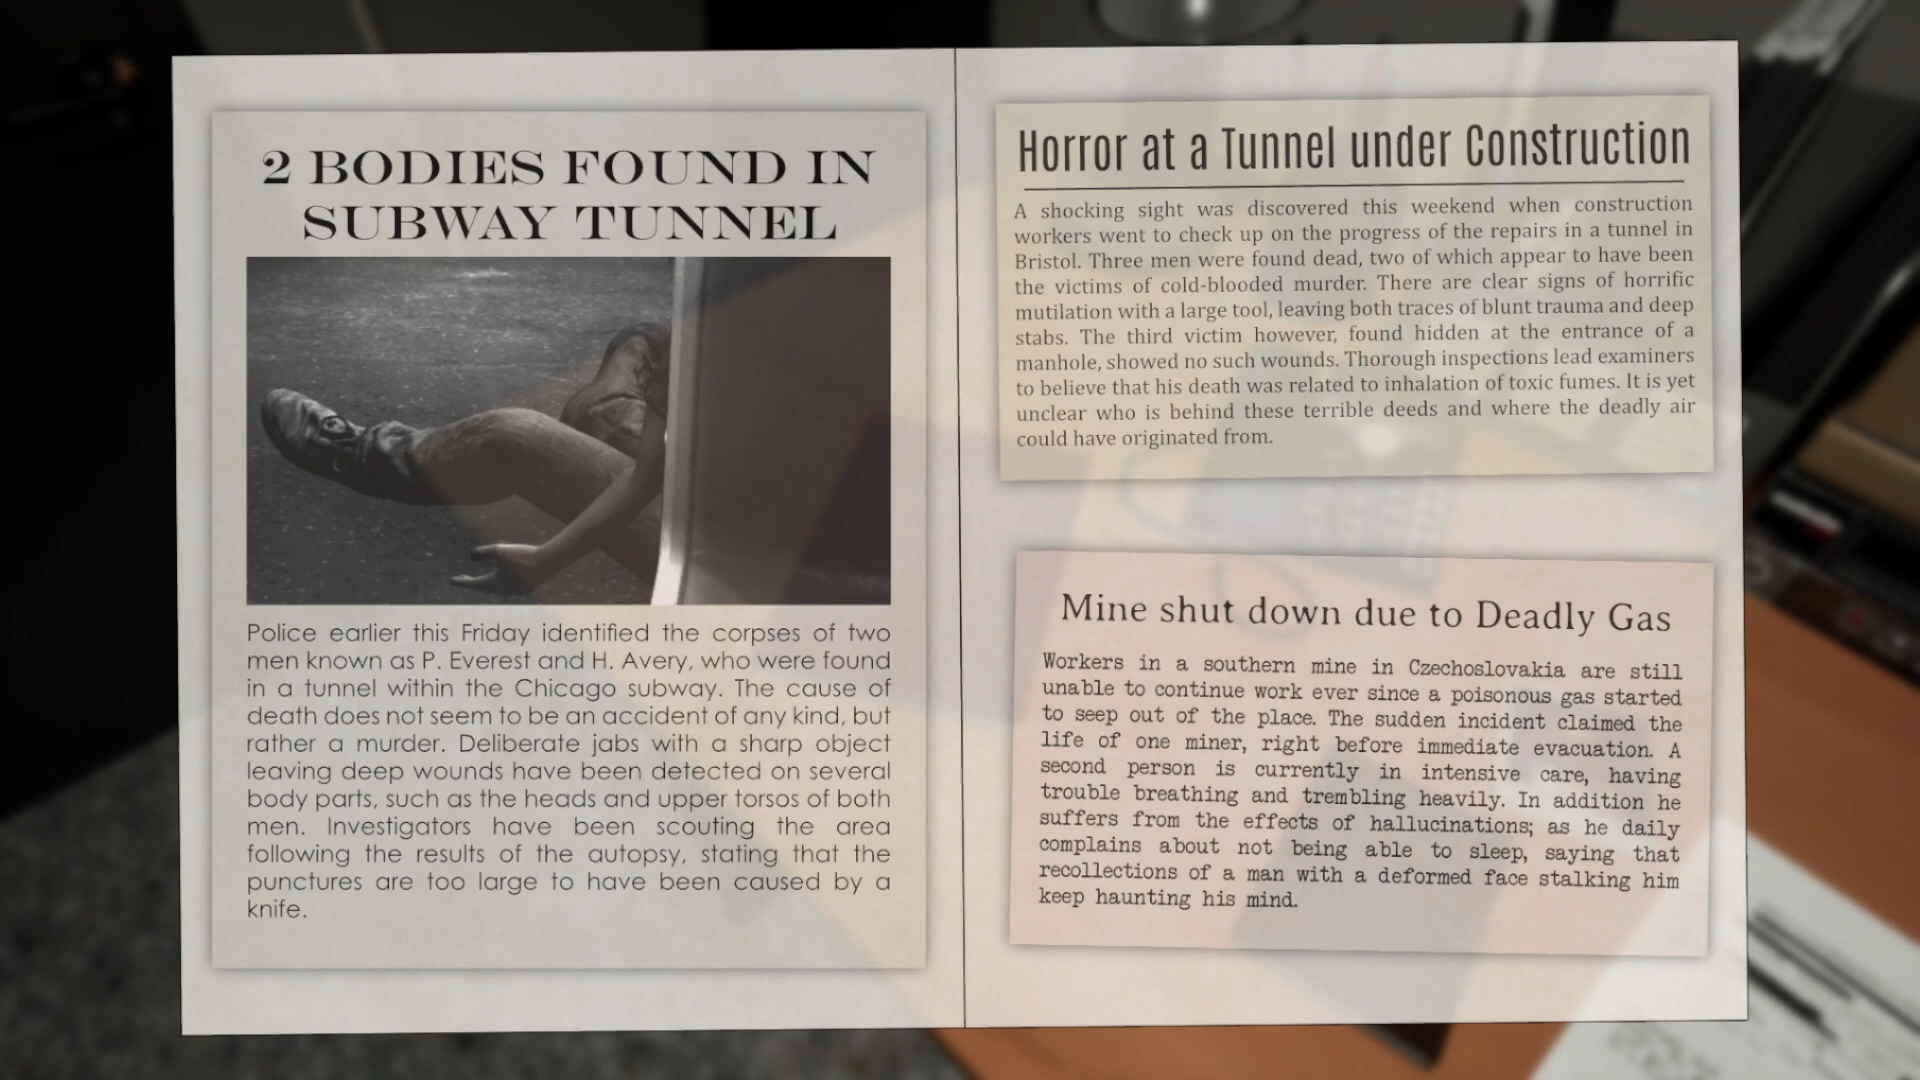 2 BODIES FOUND IN
SUBWAY TUNNEL
Police earlier this Friday identified the corpses of two
men known as P. Everest and H. Avery, who were found
in a tunnel within the Chicago subway. The cause of
death does not seem to be an accident of any kind, but
rather a murder. Deliberate jabs with a sharp object
leaving deep wounds have been detected on several
body parts, such as the heads and upper torsos of both
men. Investigators have been scouting the area
following the results of the autopsy, stating that the
punctures are too large to have been caused by a
knife.
Horror at a Tunnel under Construction
A shocking sight was discovered this weekend when construction
workers went to check up on the progress of the repairs in a tunnel in
Bristol. Three men were found dead, two of which appear to have been
the victims of cold-blooded murder. There are clear signs of horrific
mutilation with a large tool, leaving both traces of blunt trauma and deep
stabs. The third victim however, found hidden at the entrance of a
manhole, showed no such wounds. Thorough inspections lead examiners
to believe that his death was related to inhalation of toxic fumes. It is yet
unclear who is behind these terrible deeds and where the deadly air
could have originated from.
Mine shut down due to Deadly Gas
Workers in a southern mine in Czechoslovakia are still
unable to continue work ever since a poisonous gas started
to seep out of the place. The sudden incident claimed the
life of one miner, right before immediate evacuation. A
second person is currently in intensive care, having
trouble breathing and trembling heavily. In addition he
suffers from the effects of hallucinations; as he daily
complains about not being able to sleep, saying that
recollections of a man with a deformed face stalking him
keep haunting his mind.